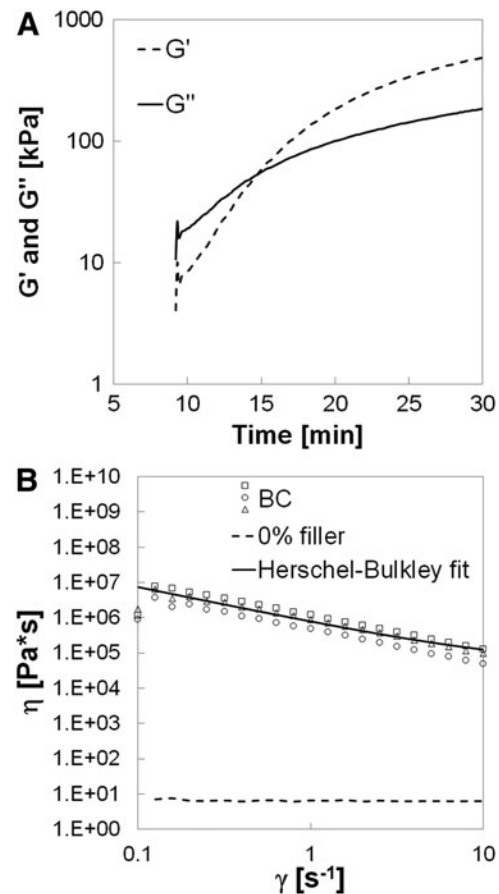 A
1000
100
10
1
G' and G" [kPa]
G'
G"
5
10
15
20
25
30
Time [min]
B
1.E+10
1.E+09
1.E+08
1.E+07
1.E+06
1.E+05
1.E+04
1.E+03
1.E+02
1.E+01
1.E+00
η [Pa*s]
BC
0% filler
Herschel-Bulkley fit
0.1
1
10
γ [s-1]